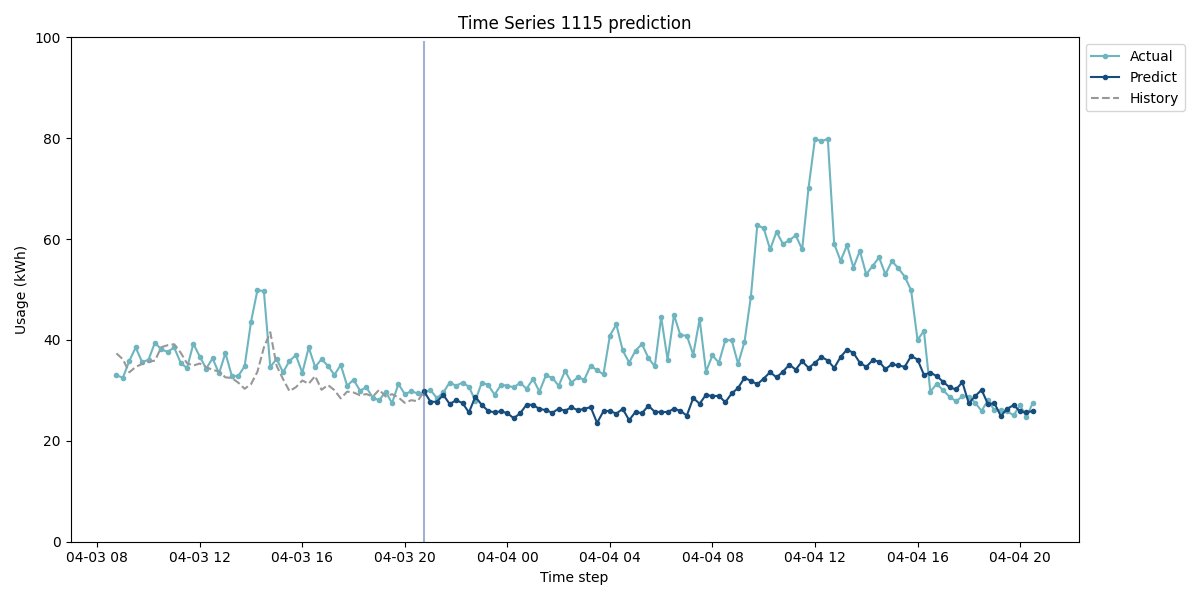 Time Series 1115 prediction
100
80
60
40
20
0
Usage (kWh)
04-03 08 04-03 12 04-03 16 04-03 20 04-04 00 04-04 04 04-04 08 04-04 12 04-04 16 04-04 20
Time step
Actual
Predict
History